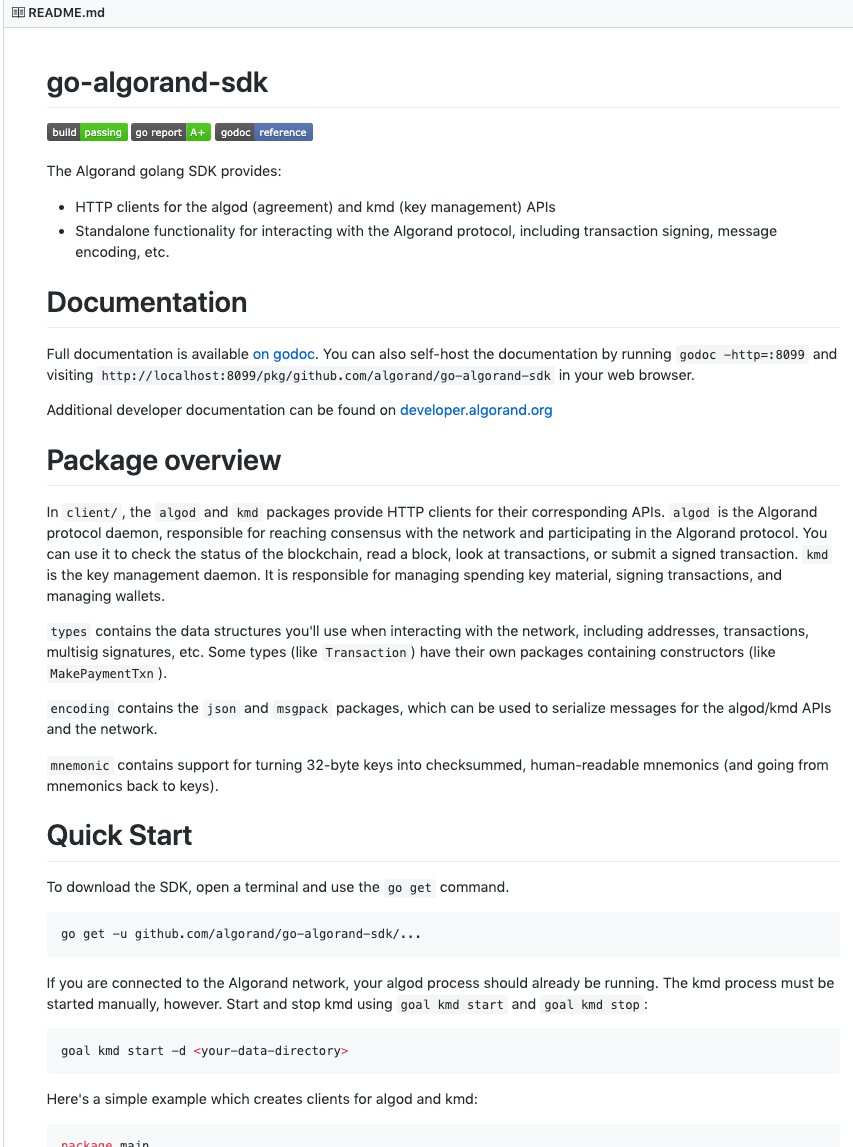 README.md
go-algorand-sdk
build passing go report A+ godoc reference
The Algorand golang SDK provides:
• HTTP clients for the algod (agreement) and kmd (key management) APIs
• Standalone functionality for interacting with the Algorand protocol, including transaction signing, message
encoding, etc.
Documentation
Full documentation is available on godoc. You can also self-host the documentation by running godoc -http=:8099 and
visiting http://localhost:8099/pkg/github.com/algorand/go-algorand-sdk in your web browser.
Additional developer documentation can be found on developer.algorand.org
Package overview
In client/, the algod and kmd packages provide HTTP clients for their corresponding APIs. algod is the Algorand
protocol daemon, responsible for reaching consensus with the network and participating in the Algorand protocol. You
can use it to check the status of the blockchain, read a block, look at transactions, or submit a signed transaction. kmd
is the key management daemon. It is responsible for managing spending key material, signing transactions, and
managing wallets.
types contains the data structures you'll use when interacting with the network, including addresses, transactions,
multisig signatures, etc. Some types (like Transaction) have their own packages containing constructors (like
MakePaymentTxn).
encoding contains the json and msgpack packages, which can be used to serialize messages for the algod/kmd APIs
and the network.
mnemonic contains support for turning 32-byte keys into checksummed, human-readable mnemonics (and going from
mnemonics back to keys).
Quick Start
To download the SDK, open a terminal and use the go get command.
go get -u github.com/algorand/go-algorand-sdk/...
If you are connected to the Algorand network, your algod process should already be running. The kmd process must be
started manually, however. Start and stop kmd using goal kmd start and goal kmd stop:
goal kmd start -d <your-data-directory>
Here's a simple example which creates clients for algod and kmd:
package main